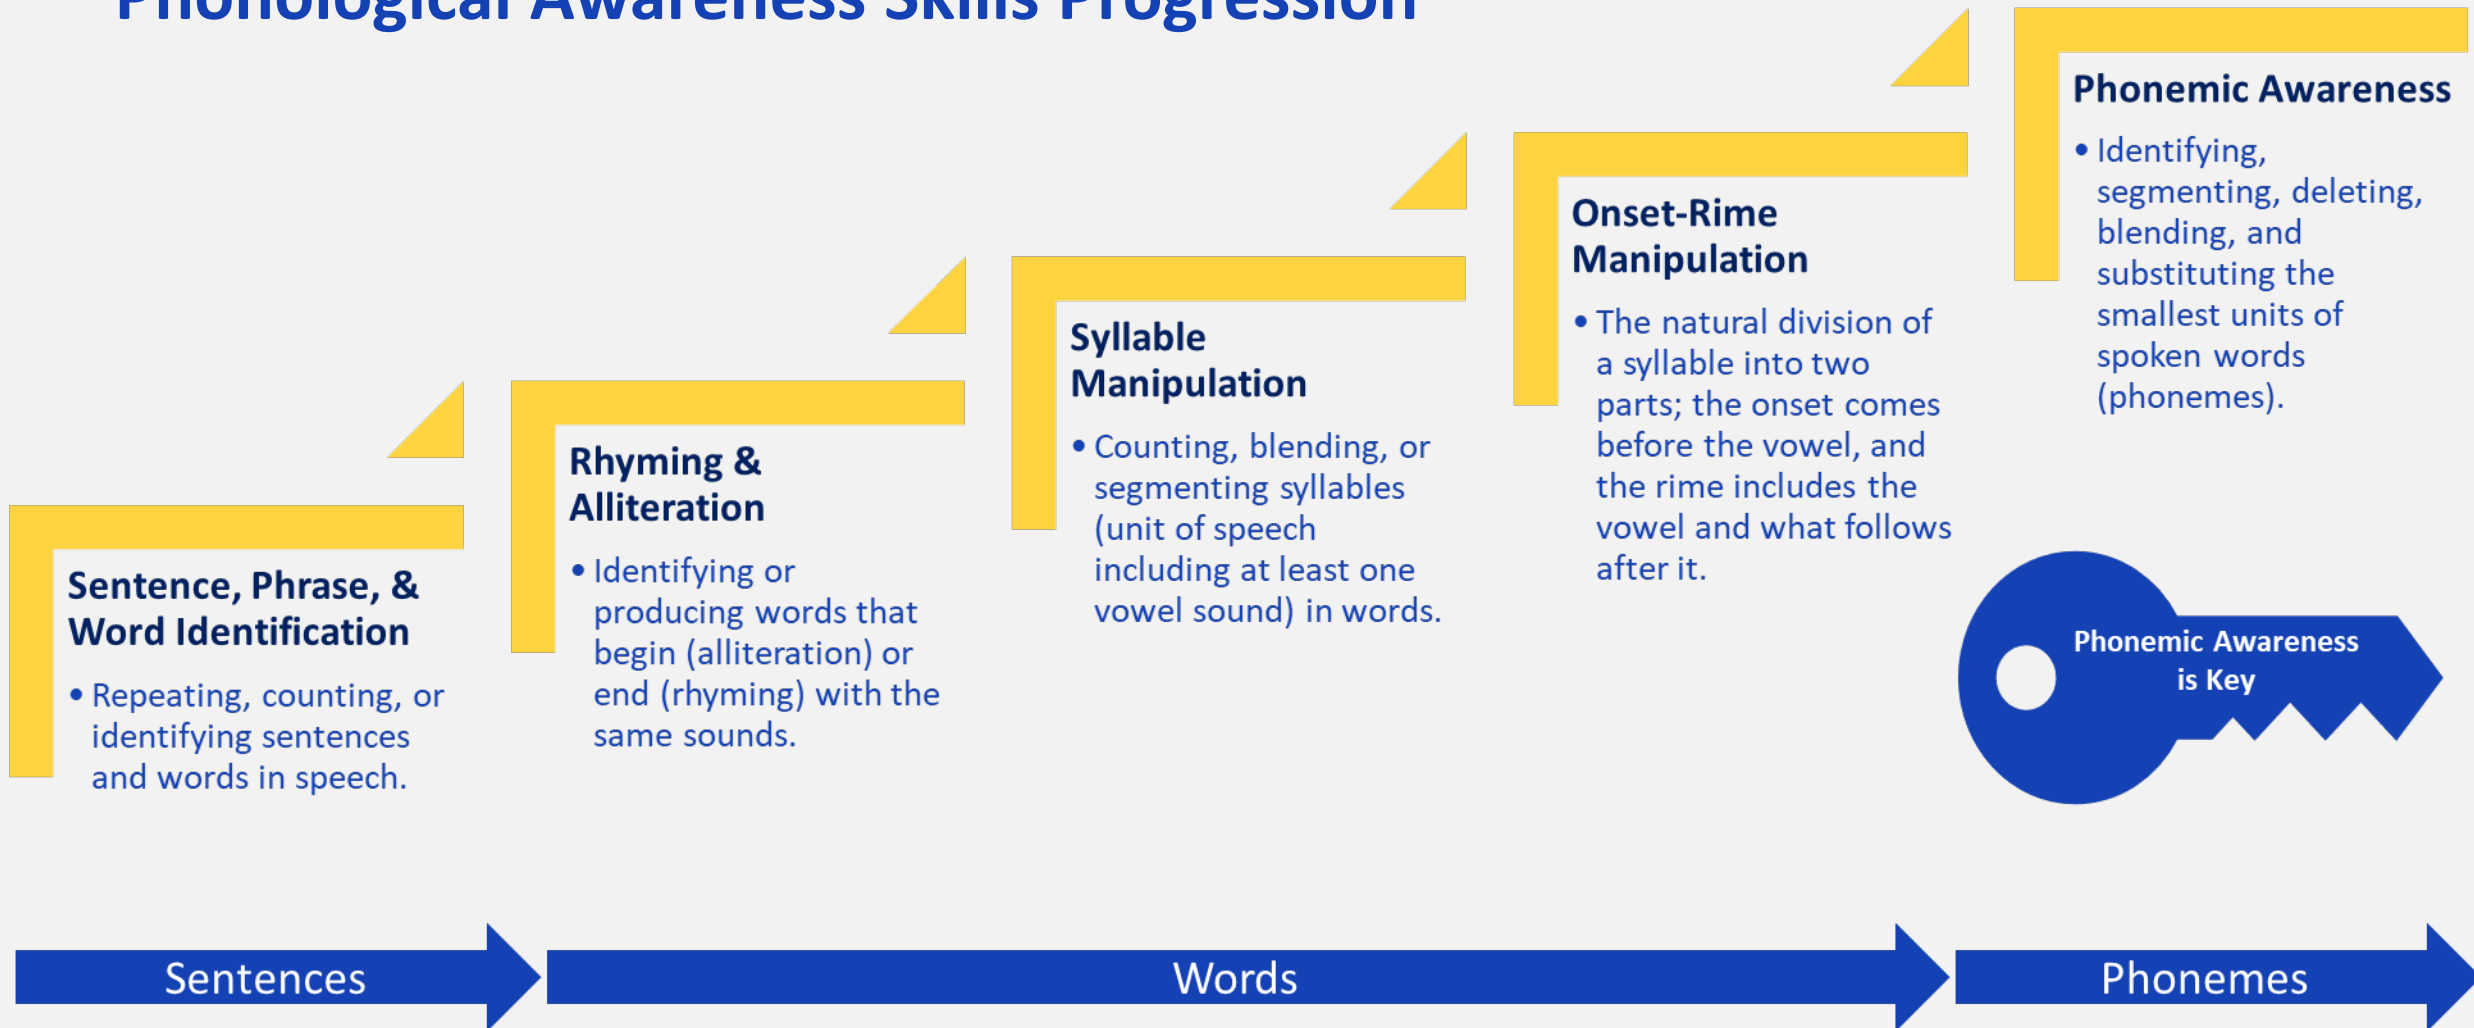 Phonological Awareness Skills Progression
Sentence, Phrase, &
Word Identification
• Repeating, counting, or
identifying sentences
and words in speech.
Rhyming &
Alliteration
• Identifying or
producing words that
begin (alliteration) or
end (rhyming) with the
same sounds.
Syllable
Manipulation
• Counting, blending, or
segmenting syllables
(unit of speech
including at least one
vowel sound) in words.
Onset-Rime
Manipulation
• The natural division of
a syllable into two
parts; the onset comes
before the vowel, and
the rime includes the
vowel and what follows
after it.
Phonemic Awareness
• Identifying,
segmenting, deleting,
blending, and
substituting the
smallest units of
spoken words
(phonemes).
Phonemic Awareness
is Key
Sentences
Words
Phonemes